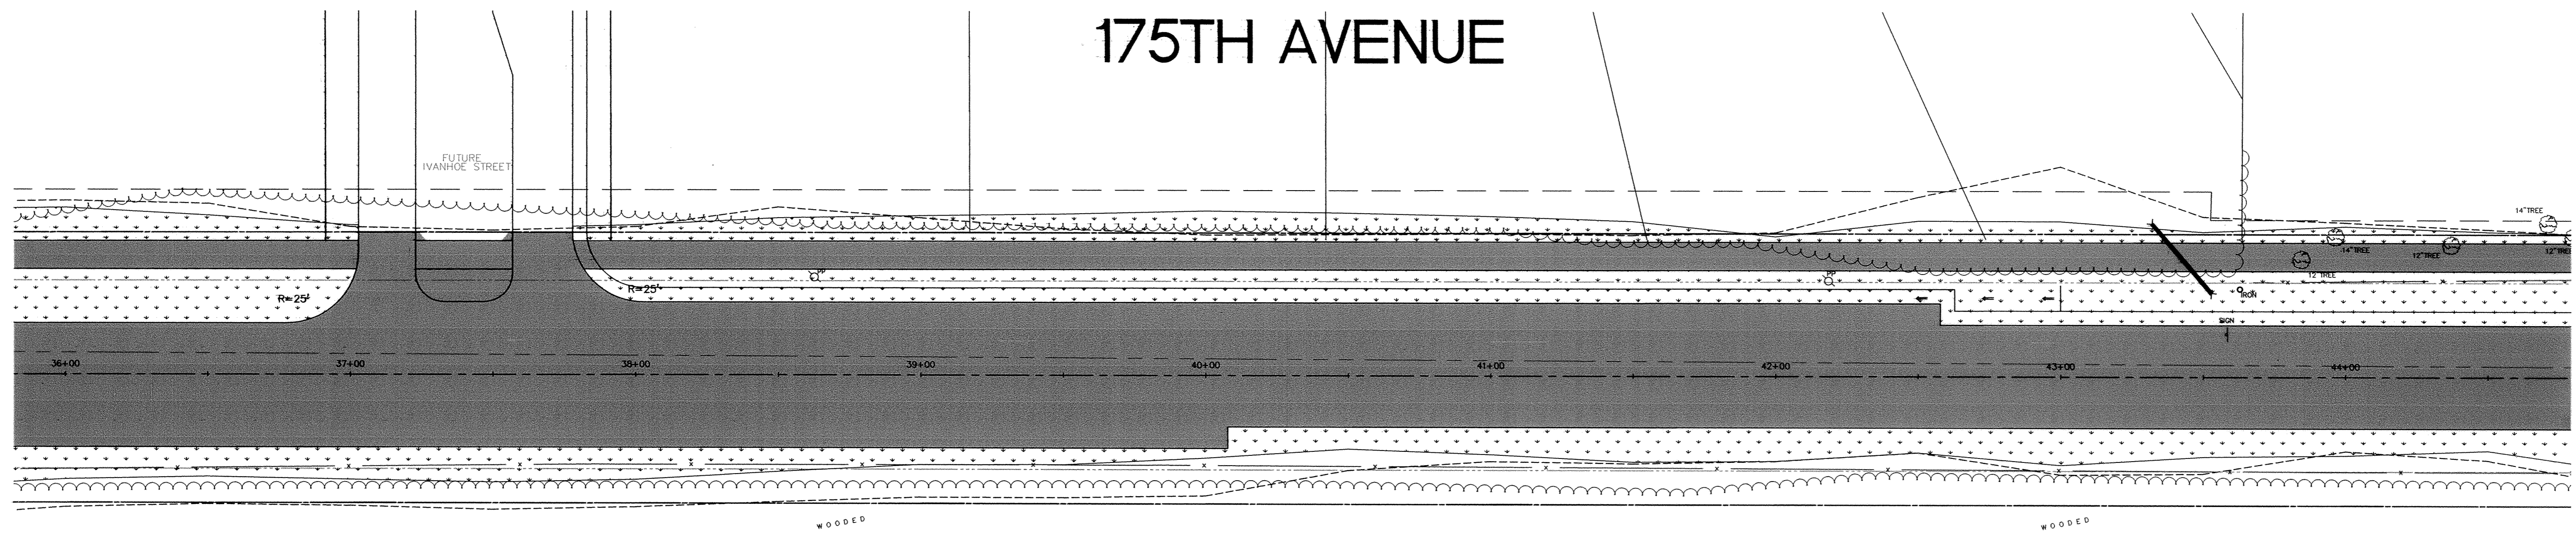 175TH AVENUE
FUTURE
IVANHOE STREET
14"TREE
14"TREE
12"TREE
12"TREE
12"TREE
PP
PP
R=25'
R=25'
IRON
SIGN
36+00
37+00
38+00
39+00
40+00
41+00
42+00
43+00
44+00
WOODED
WOODED